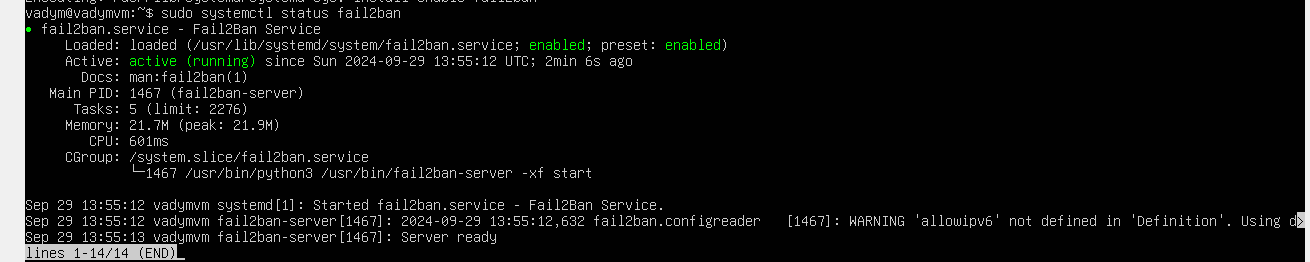 vadym@vadymvm:~$ sudo systemctl status fail2ban
● fail2ban.service - Fail2Ban Service
     Loaded: loaded (/usr/lib/systemd/system/fail2ban.service; enabled; preset: enabled)
     Active: active (running) since Sun 2024-09-29 13:55:12 UTC; 2min 6s ago
       Docs: man:fail2ban(1)
   Main PID: 1467 (fail2ban-server)
      Tasks: 5 (limit: 2276)
     Memory: 21.7M (peak: 21.9M)
        CPU: 601ms
     CGroup: /system.slice/fail2ban.service
             └─1467 /usr/bin/python3 /usr/bin/fail2ban-server -xf start
Sep 29 13:55:12 vadymvm systemd[1]: Started fail2ban.service - Fail2Ban Service.
Sep 29 13:55:12 vadymvm fail2ban-server[1467]: 2024-09-29 13:55:12,632 fail2ban.configreader   [1467]: WARNING 'allowipv6' not defined in 'Definition'. Using d>
Sep 29 13:55:13 vadymvm fail2ban-server[1467]: Server ready
lines 1-14/14 (END)